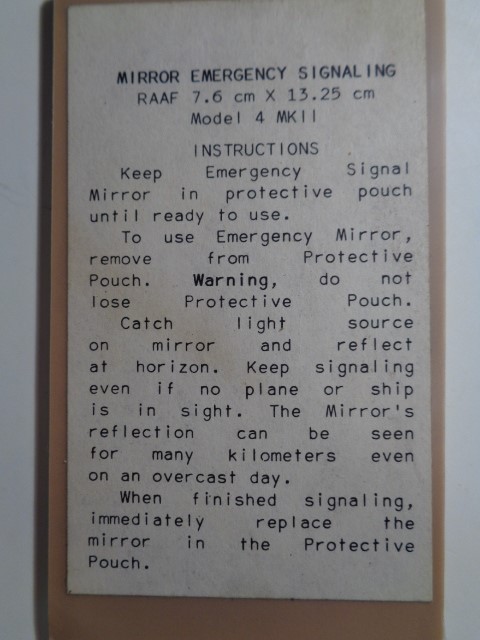 MIRROR EMERGENCY SIGNALING
RAAF 7.6 cm X 13.25 cm
Model 4 MKII
INSTRUCTIONS
Keep Emergency Signal
Mirror in protective pouch
until ready to use.
To use Emergency Mirror,
remove from Protective
Pouch. Warning, do not
lose Protective Pouch.
Catch light source
on mirror and reflect
at horizon. Keep signaling
even if no plane or ship
is in sight. The Mirror's
reflection can be seen
for many kilometers even
on an overcast day.
When finished signaling,
immediately replace the
mirror in the Protective
Pouch.